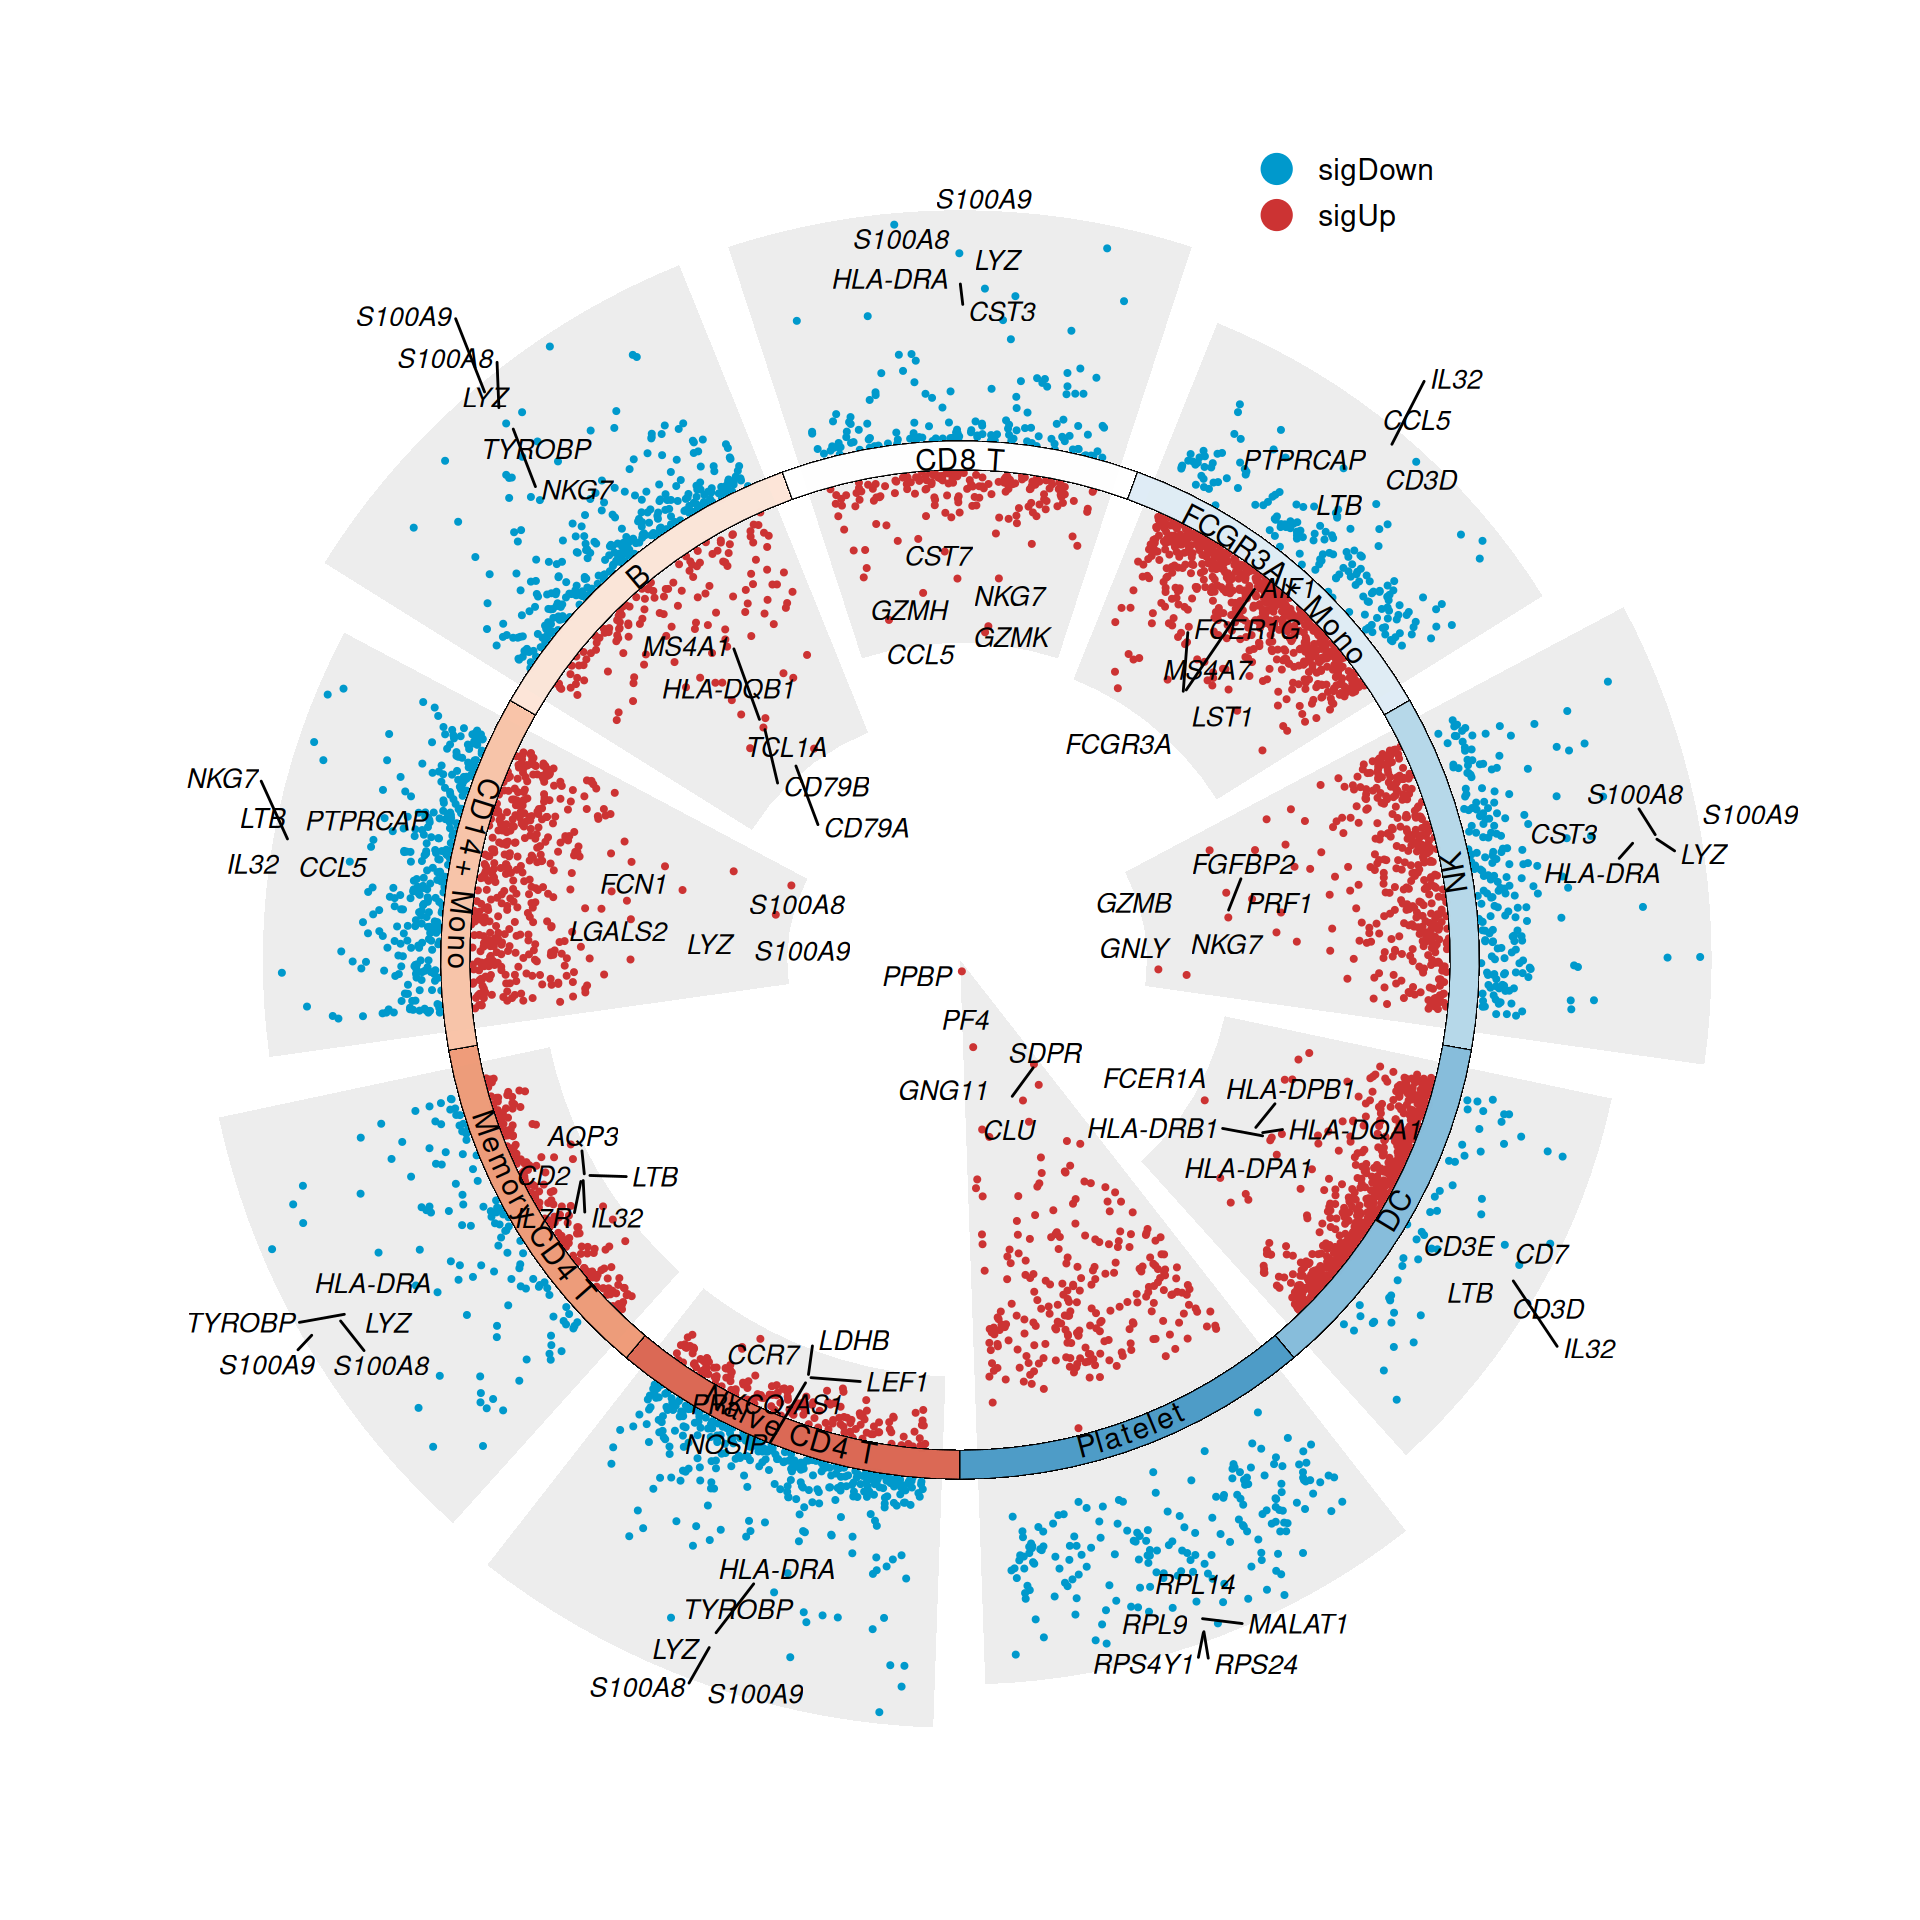 sigDown
sigUp
S100A9
S100A8
LYZ
HLA-DRA
CST3
CD8 T
CST7
NKG7
GZMH
GZMK
CCL5
IL32
CCL5
PTPRCAP
CD3D
LTB
FCGR3A+ Mono
AIF1
FCER1G
MS4A7
LST1
FCGR3A
S100A8
S100A9
CST3
LYZ
HLA-DRA
NK
FGFBP2
GZMB
PRF1
GNLY
NKG7
FCER1A
HLA-DPB1
HLA-DRB1
HLA-DQA1
HLA-DPA1
DC
CD3E
CD7
LTB
CD3D
IL32
PPBP
PF4
SDPR
GNG11
CLU
Platelet
RPL14
RPL9
MALAT1
RPS4Y1
RPS24
CCR7
LDHB
LEF1
PRKCQ-AS1
NOSIP
Naive CD4 T
HLA-DRA
TYROBP
LYZ
S100A8
S100A9
AQP3
CD2
LTB
IL7R
IL32
Memory CD4 T
HLA-DRA
TYROBP
LYZ
S100A9
S100A8
NKG7
LTB
PTPRCAP
IL32
CCL5
CD14+ Mono
FCN1
S100A8
LGALS2
LYZ
S100A9
S100A9
S100A8
LYZ
TYROBP
NKG7
B
MS4A1
HLA-DQB1
TCL1A
CD79B
CD79A